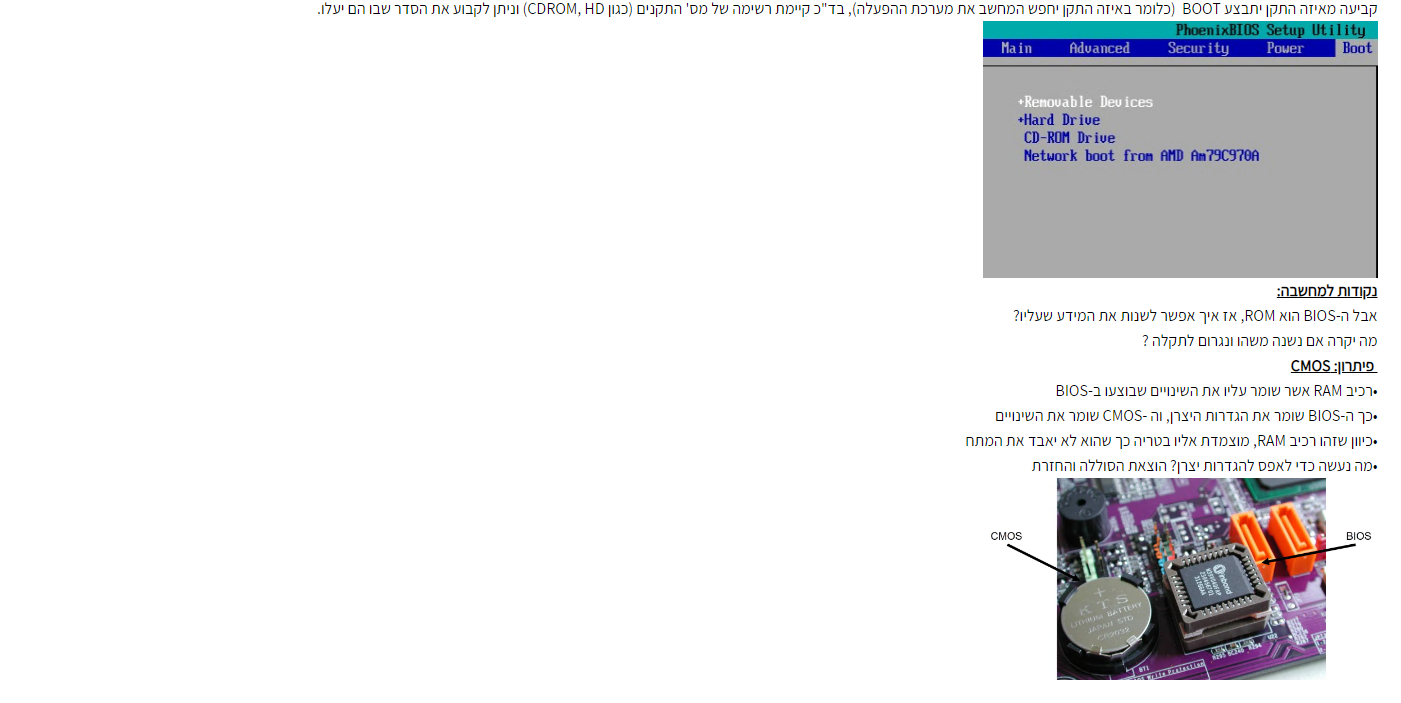 קביעה מאיזה התקן יתבצע BOOT (כלומר באיזה התקן יחפש המחשב את מערכת ההפעלה), בד"כ קיימת רשימה של מס' התקנים (כגון CDROM, HD) וניתן לקבוע את הסדר שבו הם יעלו.
PhoenixBIOS Setup Utility
Main Advanced Security Power Boot
+Removable Devices
+Hard Drive
CD-ROM Drive
Network boot from AMD Am79C970A
נקודות למחשבה:
אבל ה-BIOS הוא ROM, אז איך אפשר לשנות את המידע שעליו?
מה יקרה אם נשנה משהו ונגרום לתקלה ?
פיתרון: CMOS
•רכיב RAM אשר שומר עליו את השינויים שבוצעו ב-BIOS
•כך ה-BIOS שומר את הגדרות היצרן, וה -CMOS שומר את השינויים
•כיוון שזהו רכיב RAM, מוצמדת אליו בטריה כך שהוא לא יאבד את המתח
•מה נעשה כדי לאפס להגדרות יצרן? הוצאת הסוללה והחזרת
CMOS
BIOS
winbond
+
KTS
LITHIUM BATTERY
JAPAN STD
CR2032
BT1
Write Protection